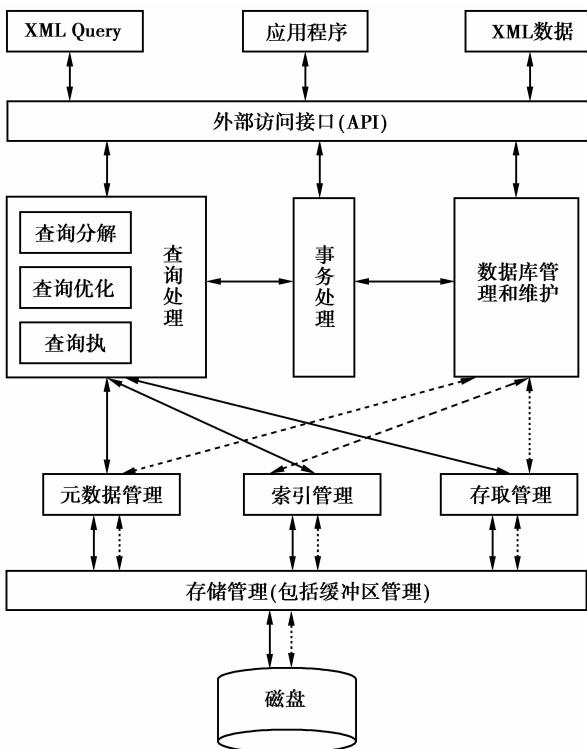 XML Query
应用程序
XML数据
外部访问接口(API)
查询分解
查询优化
查询执
查询处理
事务处理
数据库管
理和维护
元数据管理
索引管理
存取管理
存储管理(包括缓冲区管理)
磁盘